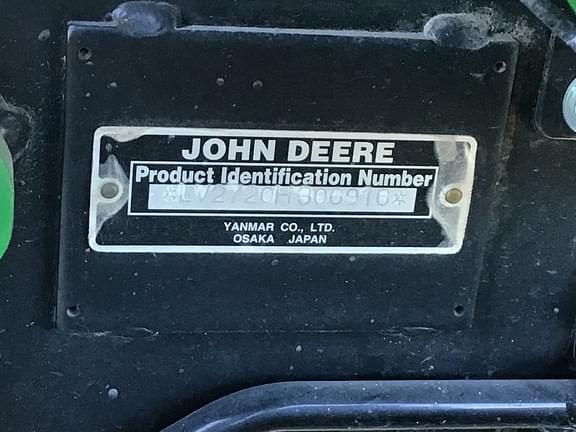 JOHN DEERE
Product Identification Number
*LV2720H306916*
YANMAR CO., LTD.
OSAKA JAPAN